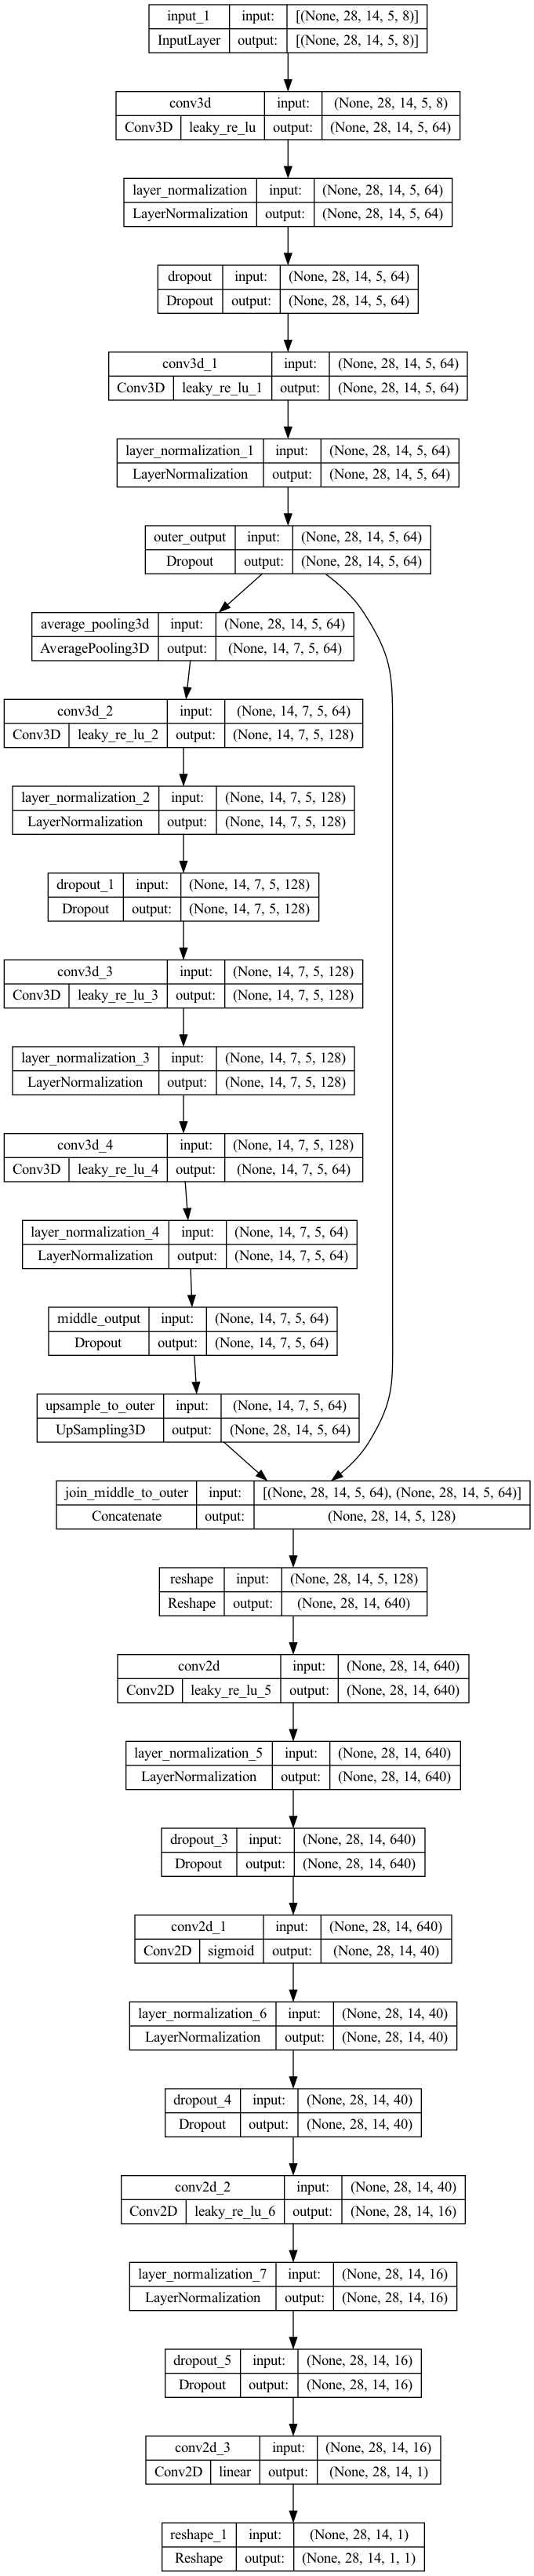 input_1 input: [(None, 28, 14, 5, 8)]
InputLayer output: [(None, 28, 14, 5, 8)]
conv3d input: (None, 28, 14, 5, 8)
Conv3D leaky_re_lu output: (None, 28, 14, 5, 64)
layer_normalization input: (None, 28, 14, 5, 64)
LayerNormalization output: (None, 28, 14, 5, 64)
dropout input: (None, 28, 14, 5, 64)
Dropout output: (None, 28, 14, 5, 64)
conv3d_1 input: (None, 28, 14, 5, 64)
Conv3D leaky_re_lu_1 output: (None, 28, 14, 5, 64)
layer_normalization_1 input: (None, 28, 14, 5, 64)
LayerNormalization output: (None, 28, 14, 5, 64)
outer_output input: (None, 28, 14, 5, 64)
Dropout output: (None, 28, 14, 5, 64)
average_pooling3d input: (None, 28, 14, 5, 64)
AveragePooling3D output: (None, 14, 7, 5, 64)
conv3d_2 input: (None, 14, 7, 5, 64)
Conv3D leaky_re_lu_2 output: (None, 14, 7, 5, 128)
layer_normalization_2 input: (None, 14, 7, 5, 128)
LayerNormalization output: (None, 14, 7, 5, 128)
dropout_1 input: (None, 14, 7, 5, 128)
Dropout output: (None, 14, 7, 5, 128)
conv3d_3 input: (None, 14, 7, 5, 128)
Conv3D leaky_re_lu_3 output: (None, 14, 7, 5, 128)
layer_normalization_3 input: (None, 14, 7, 5, 128)
LayerNormalization output: (None, 14, 7, 5, 128)
conv3d_4 input: (None, 14, 7, 5, 128)
Conv3D leaky_re_lu_4 output: (None, 14, 7, 5, 64)
layer_normalization_4 input: (None, 14, 7, 5, 64)
LayerNormalization output: (None, 14, 7, 5, 64)
middle_output input: (None, 14, 7, 5, 64)
Dropout output: (None, 14, 7, 5, 64)
upsample_to_outer input: (None, 14, 7, 5, 64)
UpSampling3D output: (None, 28, 14, 5, 64)
join_middle_to_outer input: [(None, 28, 14, 5, 64), (None, 28, 14, 5, 64)]
Concatenate output: (None, 28, 14, 5, 128)
reshape input: (None, 28, 14, 5, 128)
Reshape output: (None, 28, 14, 640)
conv2d input: (None, 28, 14, 640)
Conv2D leaky_re_lu_5 output: (None, 28, 14, 640)
layer_normalization_5 input: (None, 28, 14, 640)
LayerNormalization output: (None, 28, 14, 640)
dropout_3 input: (None, 28, 14, 640)
Dropout output: (None, 28, 14, 640)
conv2d_1 input: (None, 28, 14, 640)
Conv2D sigmoid output: (None, 28, 14, 40)
layer_normalization_6 input: (None, 28, 14, 40)
LayerNormalization output: (None, 28, 14, 40)
dropout_4 input: (None, 28, 14, 40)
Dropout output: (None, 28, 14, 40)
conv2d_2 input: (None, 28, 14, 40)
Conv2D leaky_re_lu_6 output: (None, 28, 14, 16)
layer_normalization_7 input: (None, 28, 14, 16)
LayerNormalization output: (None, 28, 14, 16)
dropout_5 input: (None, 28, 14, 16)
Dropout output: (None, 28, 14, 16)
conv2d_3 input: (None, 28, 14, 16)
Conv2D linear output: (None, 28, 14, 1)
reshape_1 input: (None, 28, 14, 1)
Reshape output: (None, 28, 14, 1, 1)